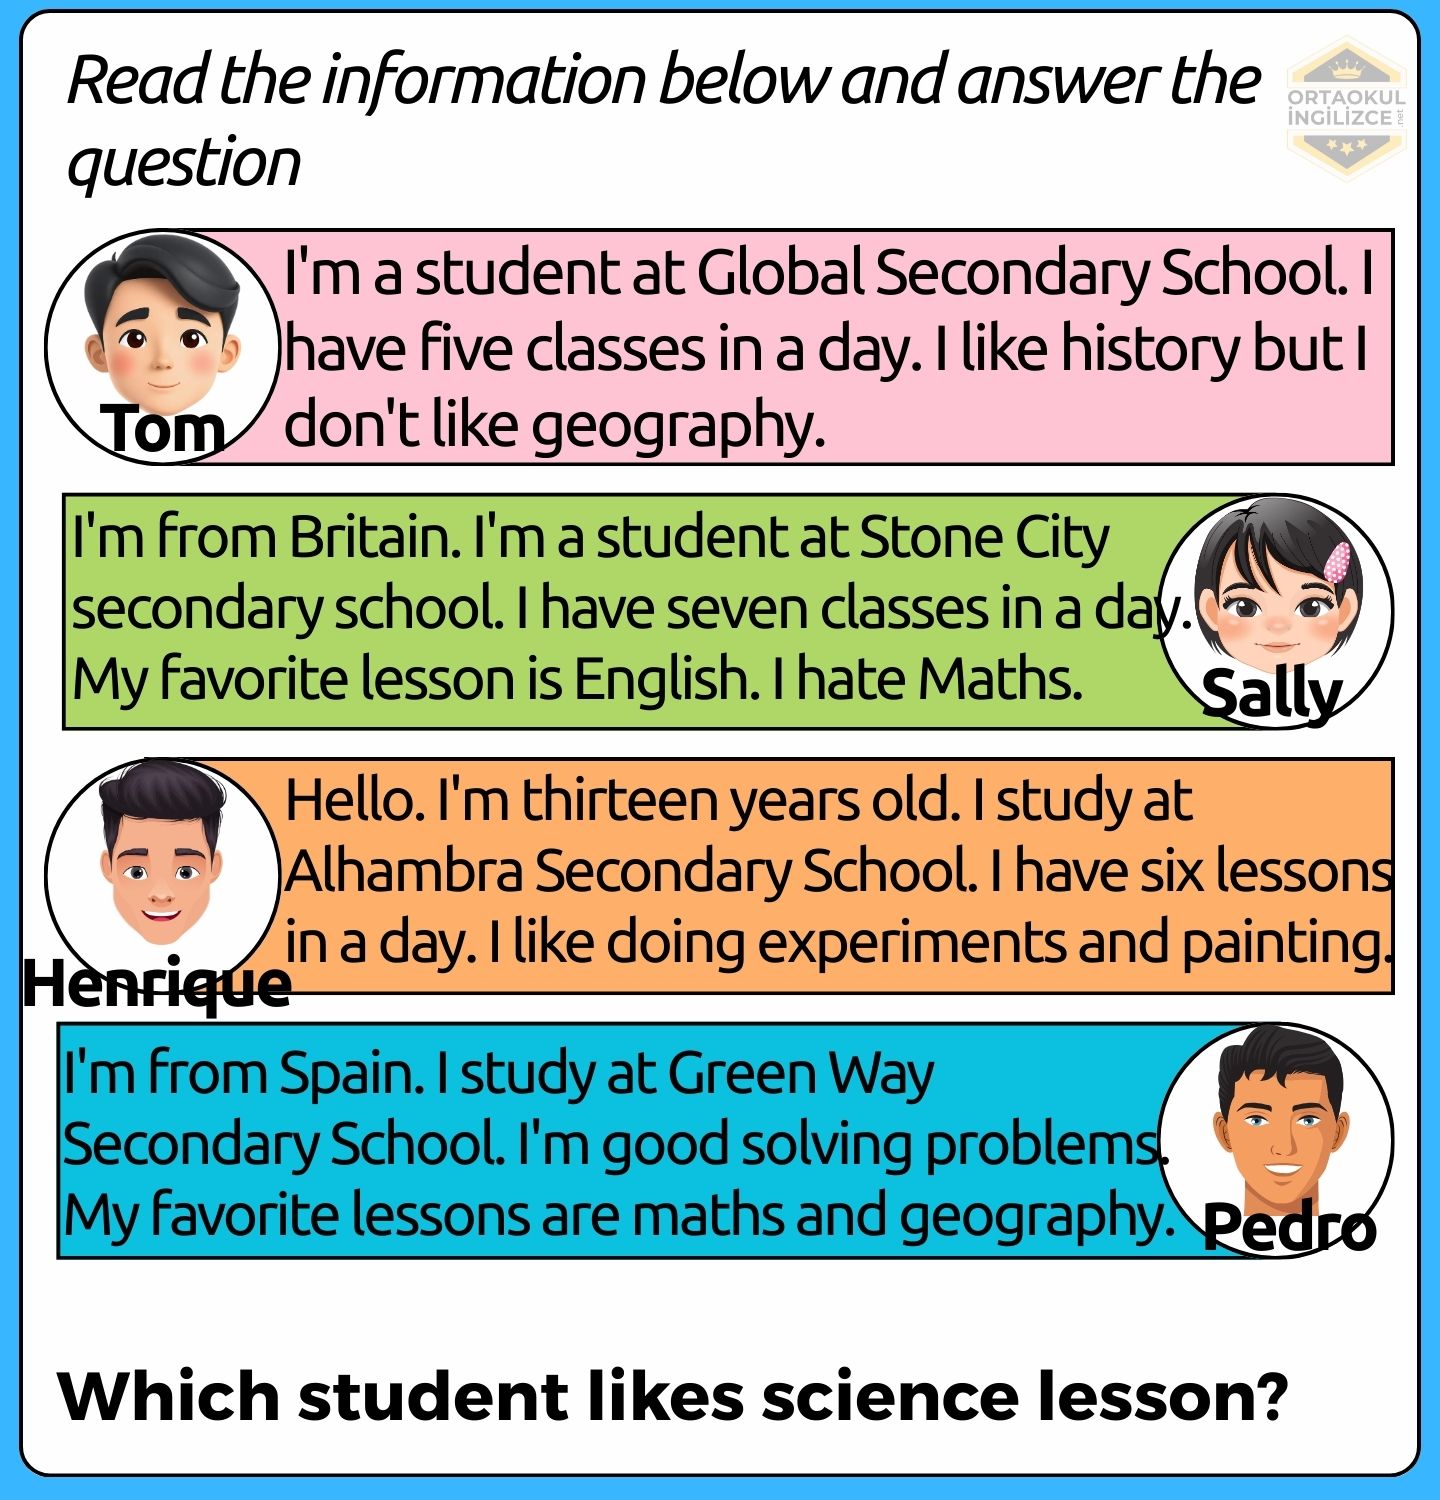 Read the information below and answer the
question
ORTAOKUL
İNGİLİZCE
.net
I'm a student at Global Secondary School. I
have five classes in a day. I like history but I
don't like geography.
Tom
I'm from Britain. I'm a student at Stone City
secondary school. I have seven classes in a day.
My favorite lesson is English. I hate Maths.
Sally
Hello. I'm thirteen years old. I study at
Alhambra Secondary School. I have six lessons
in a day. I like doing experiments and painting.
Henrique
I'm from Spain. I study at Green Way
Secondary School. I'm good solving problems.
My favorite lessons are maths and geography.
Pedro
Which student likes science lesson?